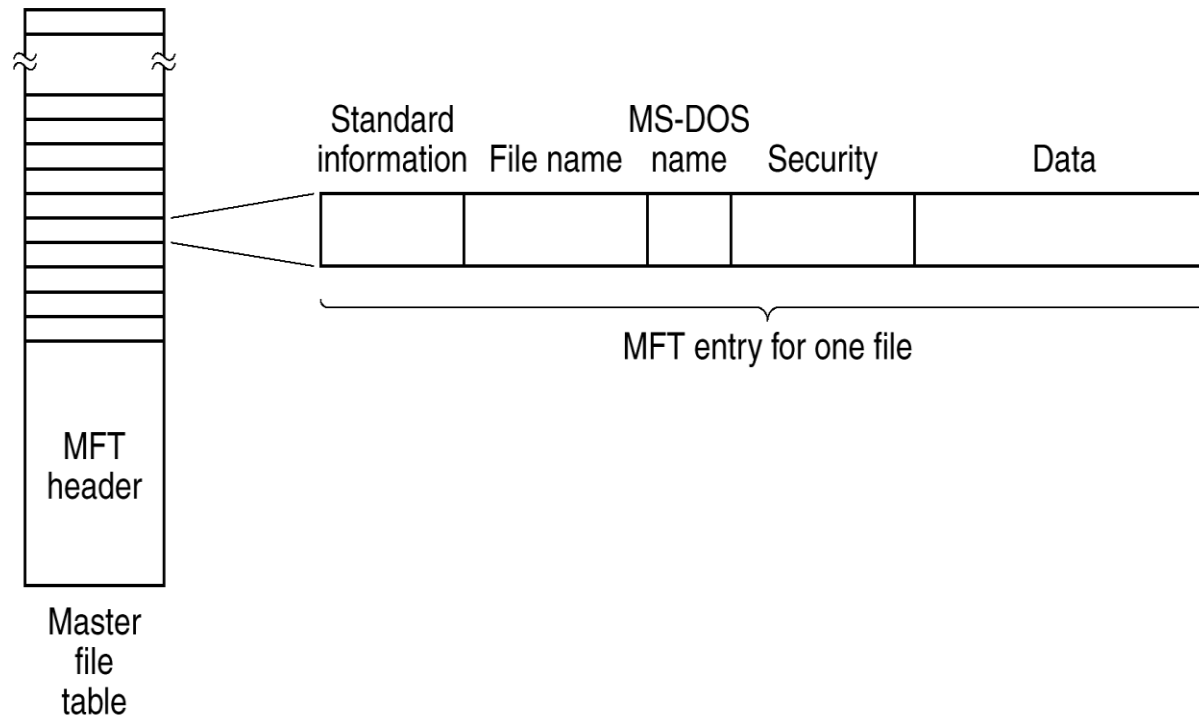 Standard
information
File name
MS-DOS
name
Security
Data
MFT entry for one file
MFT
header
Master
file
table